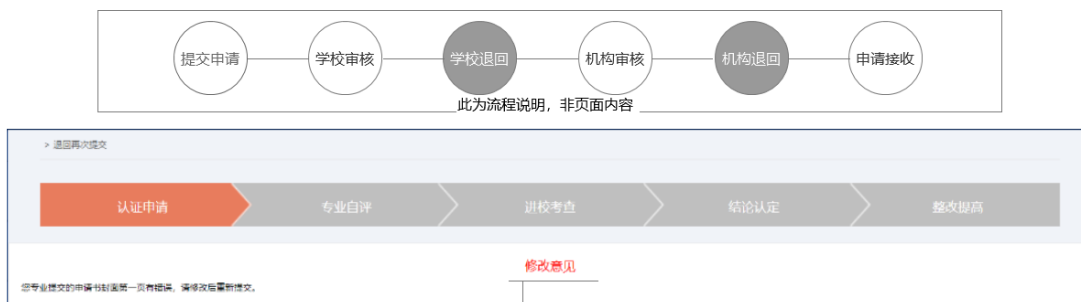 提交申请 学校审核 学校退回 机构审核 机构退回 申请接收
此为流程说明，非页面内容
> 退回再次提交
认证申请 专业自评 进校考查 结论认定 整改提高
修改意见
您专业提交的申请书封面第一页有错误，请修改后重新提交。